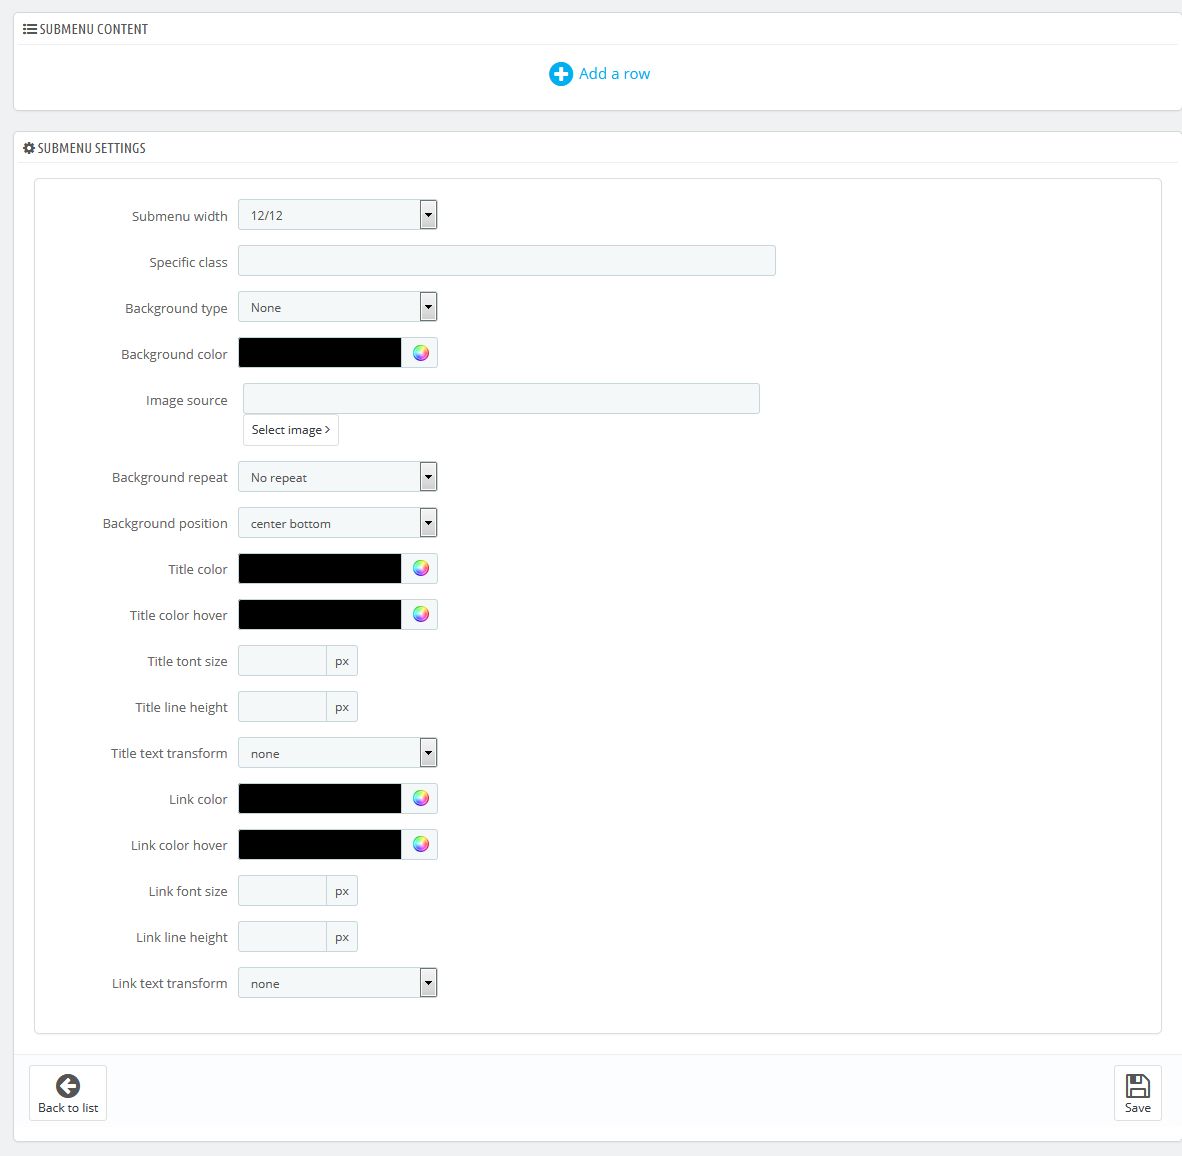 SUBMENU CONTENT
Add a row
SUBMENU SETTINGS
Submenu width 12/12
Specific class
Background type None
Background color
Image source
Select image
Background repeat No repeat
Background position center bottom
Title color
Title color hover
Title tont size px
Title line height px
Title text transform none
Link color
Link color hover
Link font size px
Link line height px
Link text transform none
Back to list
Save